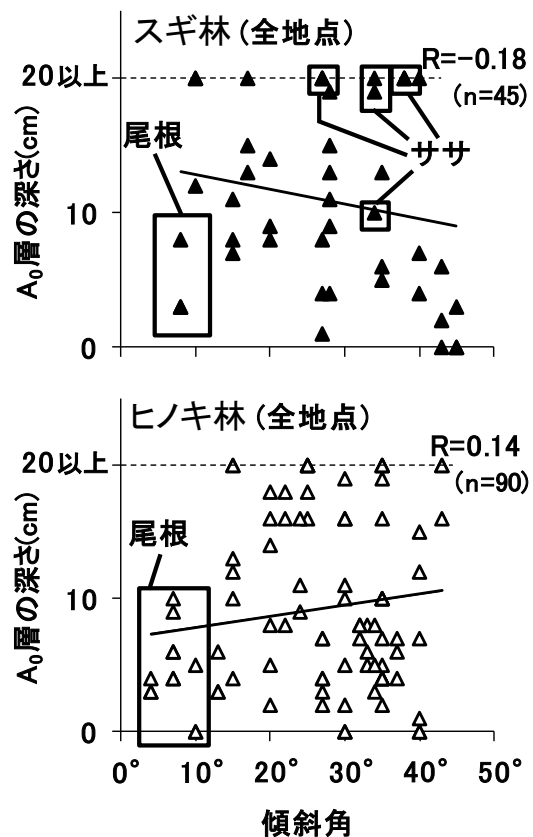 スギ林(全地点)
R=-0.18
(n=45)
20以上
尾根
ササ
10
0
A₀層の深さ(cm)
ヒノキ林(全地点)
R=0.14
(n=90)
20以上
尾根
10
0
A₀層の深さ(cm)
0° 10° 20° 30° 40° 50°
傾斜角